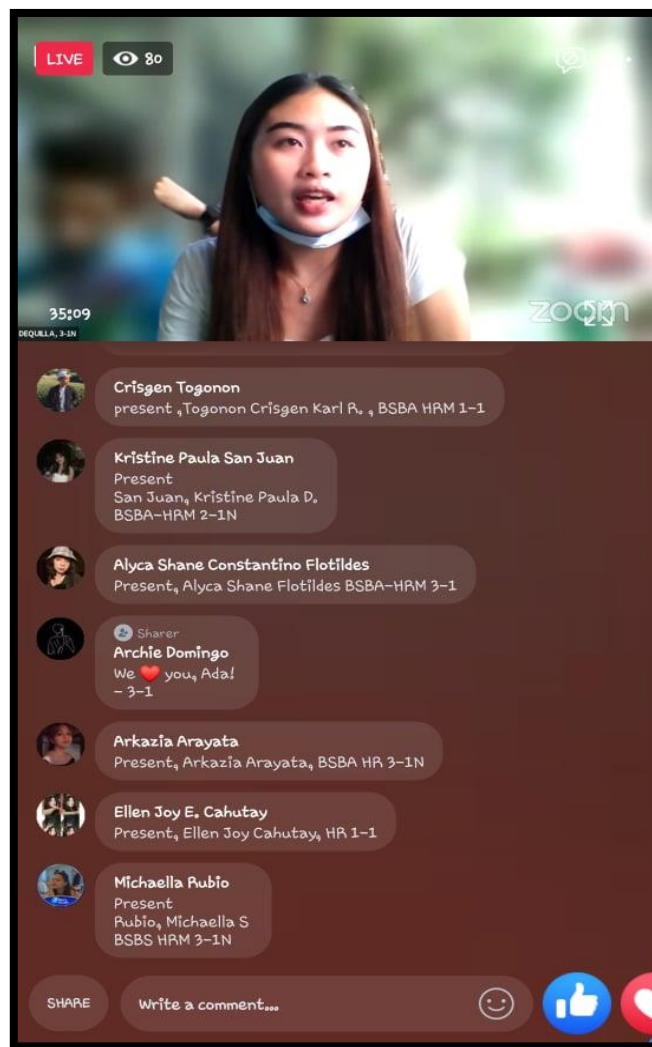 LIVE
80
35:09
zoom
DEQUILLA, 3-1N
Crisgen Togonon
present ,Togonon Crisgen Karl R. , BSBA HRM 1-1
Kristine Paula San Juan
Present
San Juan, Kristine Paula D.
BSBA-HRM 2-1N
Alyca Shane Constantino Flotildes
Present, Alyca Shane Flotildes BSBA-HRM 3-1
Sharer
Archie Domingo
We ❤️ you, Ada!
- 3-1
Arkazia Arayata
Present, Arkazia Arayata, BSBA HR 3-1N
Ellen Joy E. Cahutay
Present, Ellen Joy Cahutay, HR 1-1
Michaella Rubio
Present
Rubio, Michaella S
BSBS HRM 3-1N
SHARE
Write a comment...